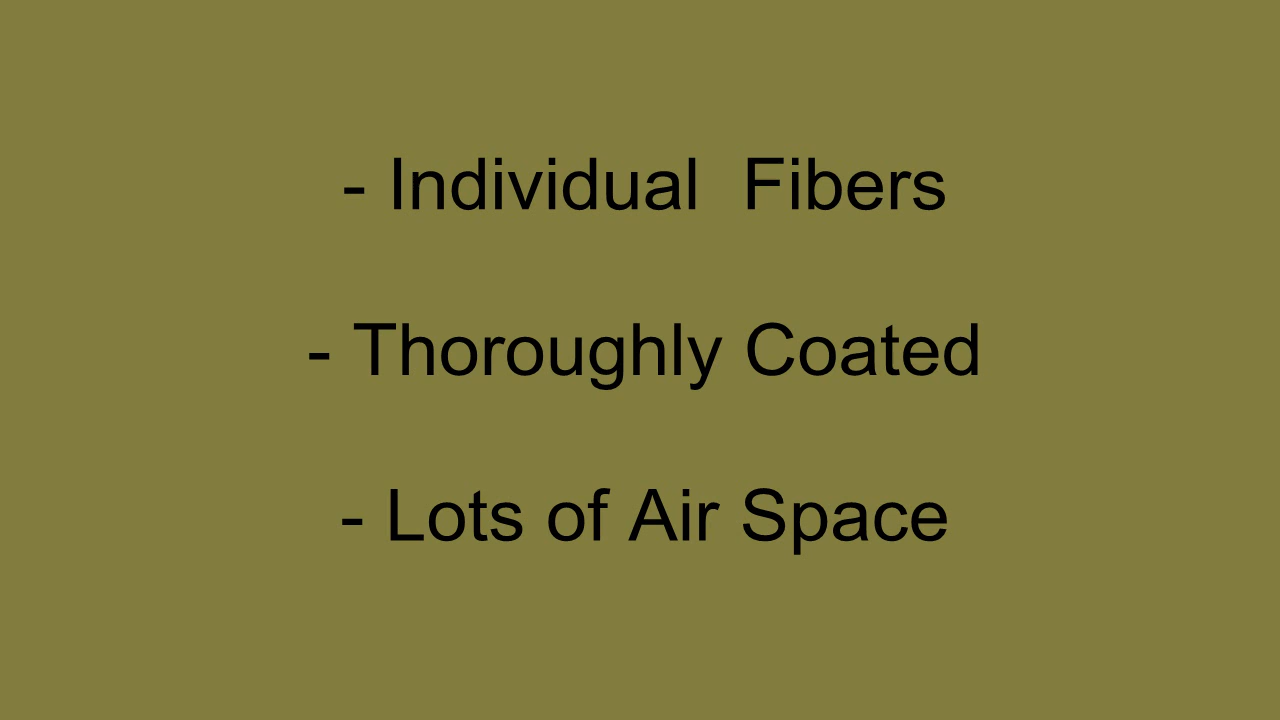 - Individual  Fibers
- Thoroughly Coated
- Lots of Air Space